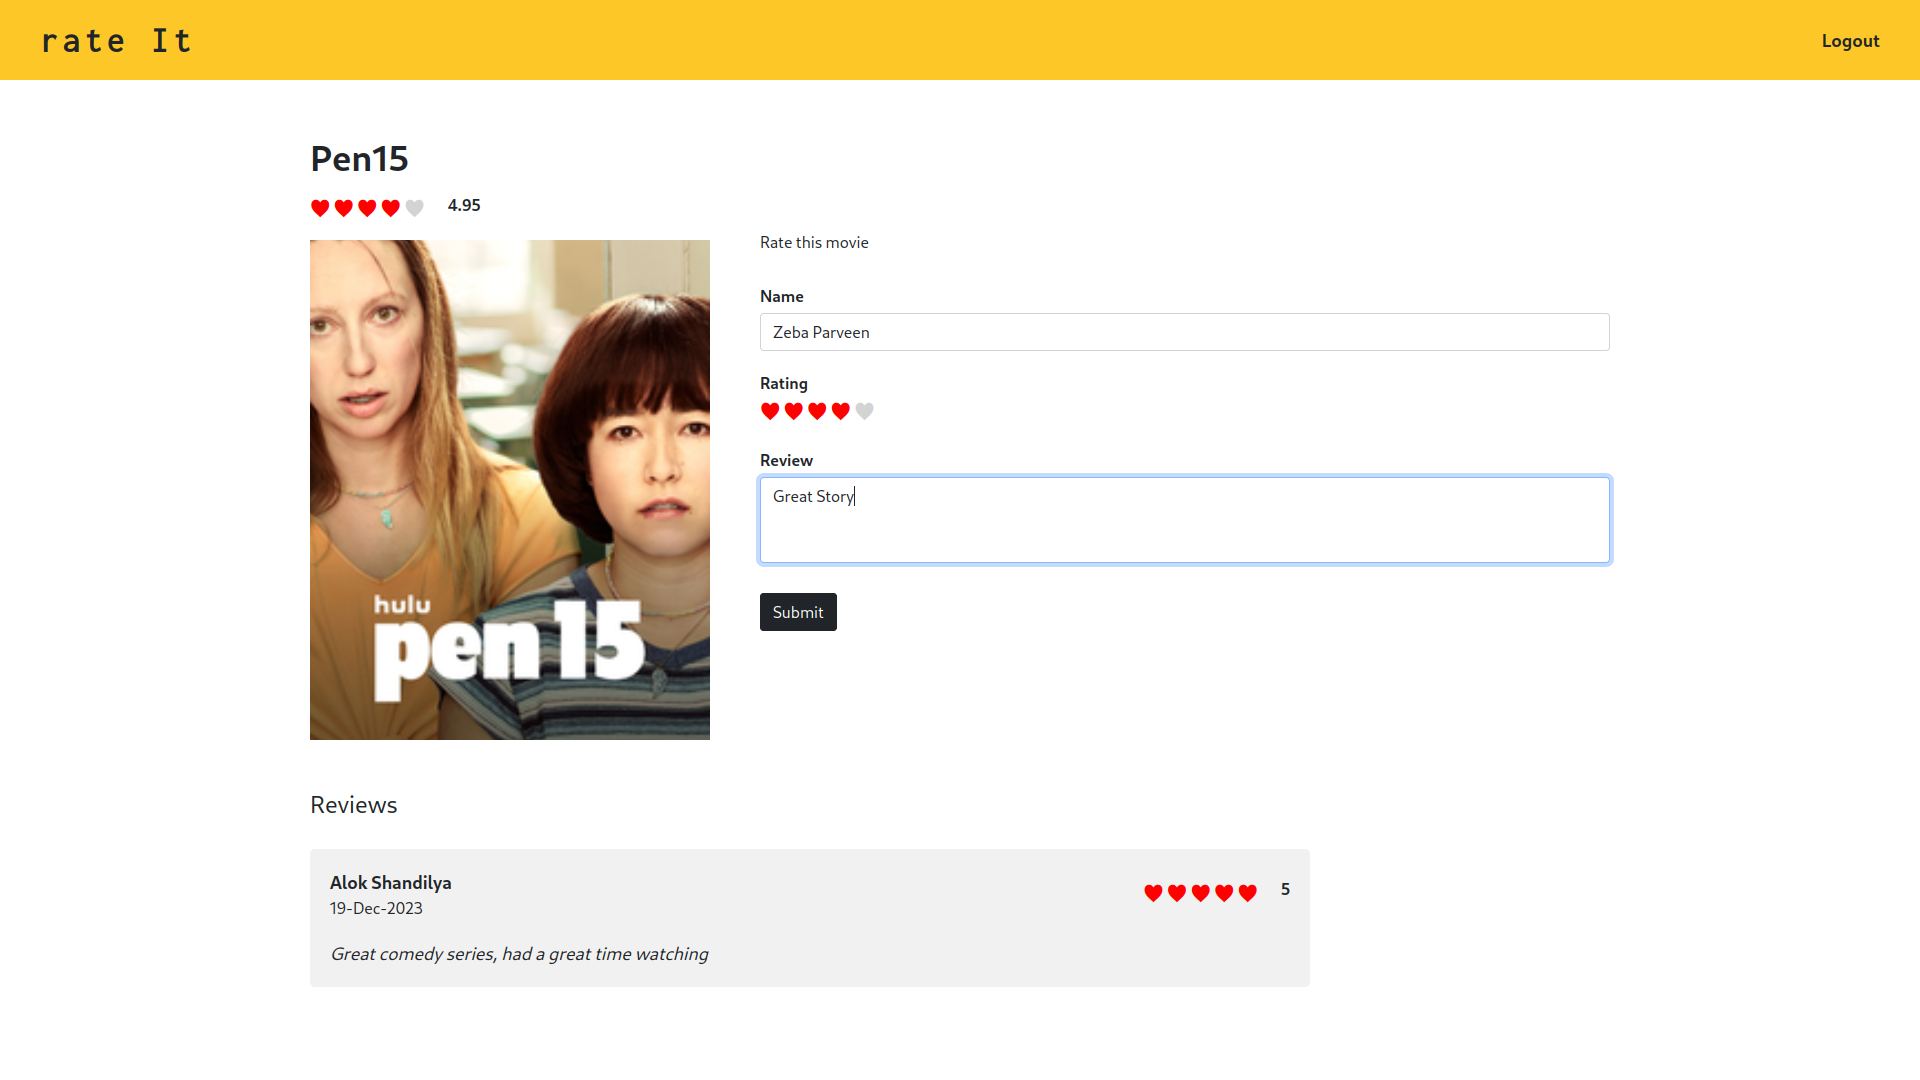 rate It
Logout
Pen15
4.95
Rate this movie
Name
Zeba Parveen
Rating
Review
Great Story
Submit
hulu
pen15
Reviews
Alok Shandilya
5
19-Dec-2023
Great comedy series, had a great time watching